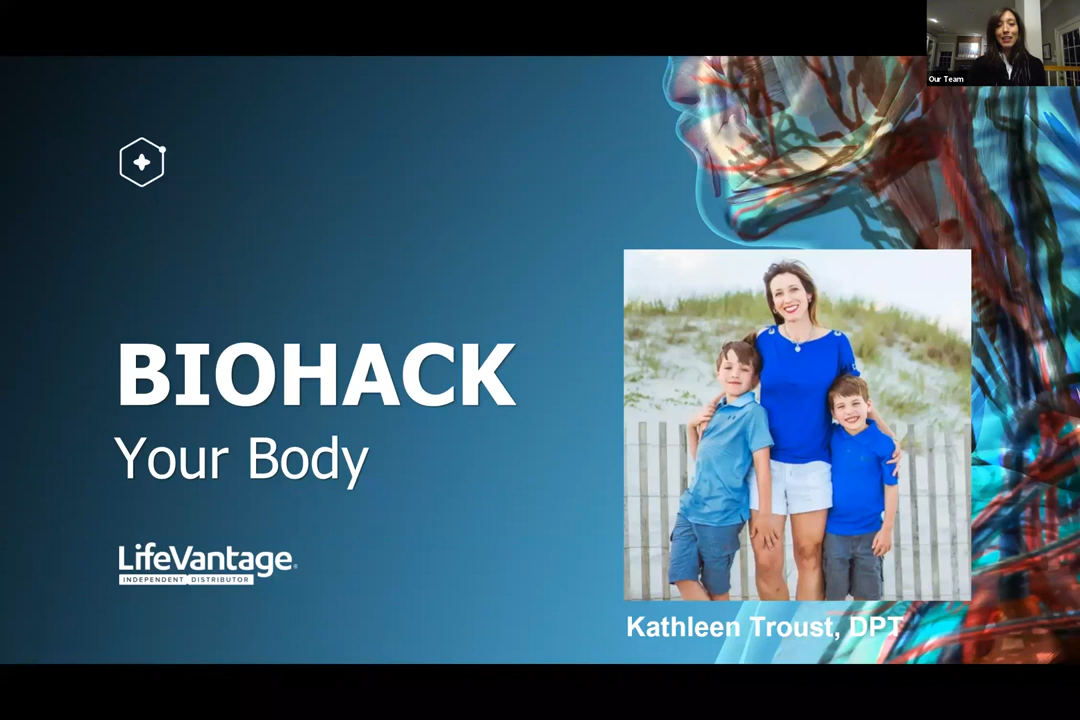 Our Team
BIOHACK
Your Body
LifeVantage®
INDEPENDENT DISTRIBUTOR
Kathleen Troust, DPT